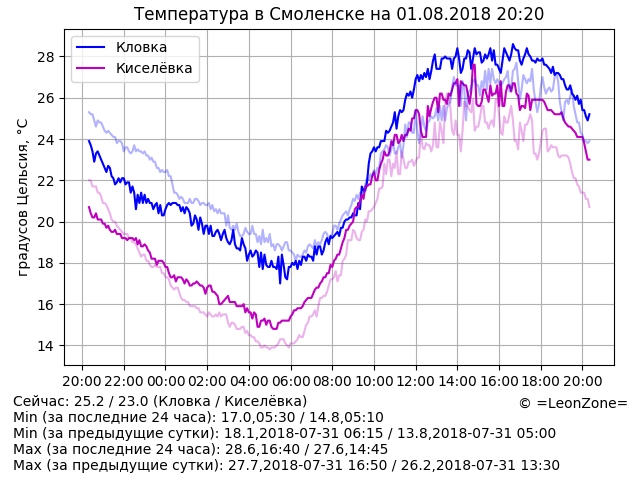 Температура в Смоленске на 01.08.2018 20:20
градусов Цельсия, °C
Кловка
Киселёвка
28
26
24
22
20
18
16
14
20:00 22:00 00:00 02:00 04:00 06:00 08:00 10:00 12:00 14:00 16:00 18:00 20:00
Сейчас: 25.2 / 23.0 (Кловка / Киселёвка)
© =LeonZone=
Min (за последние 24 часа): 17.0,05:30 / 14.8,05:10
Min (за предыдущие сутки): 18.1,2018-07-31 06:15 / 13.8,2018-07-31 05:00
Max (за последние 24 часа): 28.6,16:40 / 27.6,14:45
Max (за предыдущие сутки): 27.7,2018-07-31 16:50 / 26.2,2018-07-31 13:30